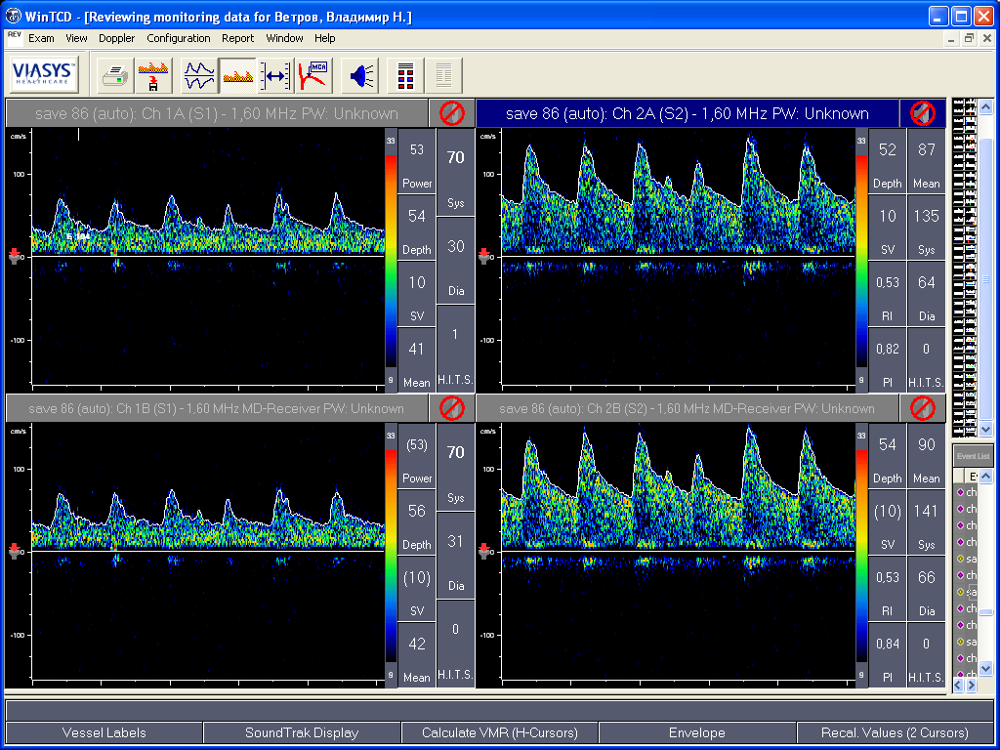 WinTCD - [Reviewing monitoring data for Ветров, Владимир Н.]
REV Exam View Doppler Configuration Report Window Help
VIASYS
HEALTHCARE
MCA
save 86 (auto): Ch 1A (S1) - 1,60 MHz PW: Unknown
cm/s
100
0
-100
33
9
53
Power
54
Depth
10
SV
41
Mean
70
Sys
30
Dia
1
H.I.T.S.
save 86 (auto): Ch 2A (S2) - 1,60 MHz PW: Unknown
cm/s
100
0
-100
33
9
52
Depth
10
SV
0,53
RI
0,82
PI
87
Mean
135
Sys
64
Dia
0
H.I.T.S.
save 86 (auto): Ch 1B (S1) - 1,60 MHz MD-Receiver PW: Unknown
cm/s
100
0
-100
33
9
(53)
Power
56
Depth
(10)
SV
42
Mean
70
Sys
31
Dia
0
H.I.T.S.
save 86 (auto): Ch 2B (S2) - 1,60 MHz MD-Receiver PW: Unknown
cm/s
100
0
-100
33
9
54
Depth
(10)
SV
0,53
RI
0,84
PI
90
Mean
141
Sys
66
Dia
0
H.I.T.S.
Event List
ch
ch
ch
ch
sa
ch
sa
ch
ch
sa
ch
ch
Vessel Labels
SoundTrak Display
Calculate VMR (H-Cursors)
Envelope
Recal. Values (2 Cursors)